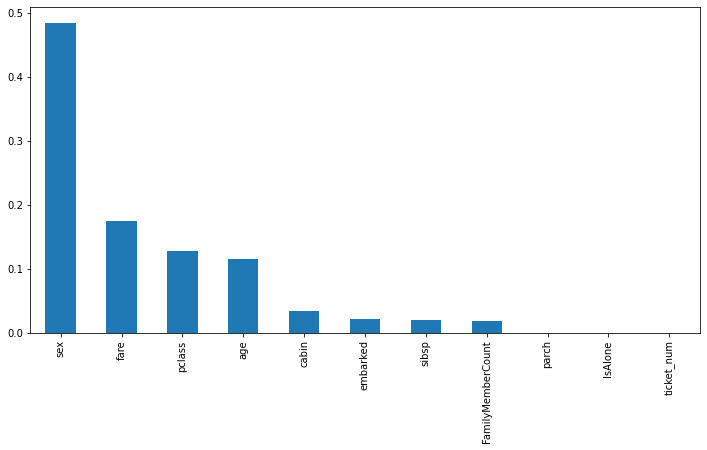 0.5
0.4
0.3
0.2
0.1
0.0
sex
fare
pclass
age
cabin
embarked
sibsp
FamilyMemberCount
parch
IsAlone
ticket_num